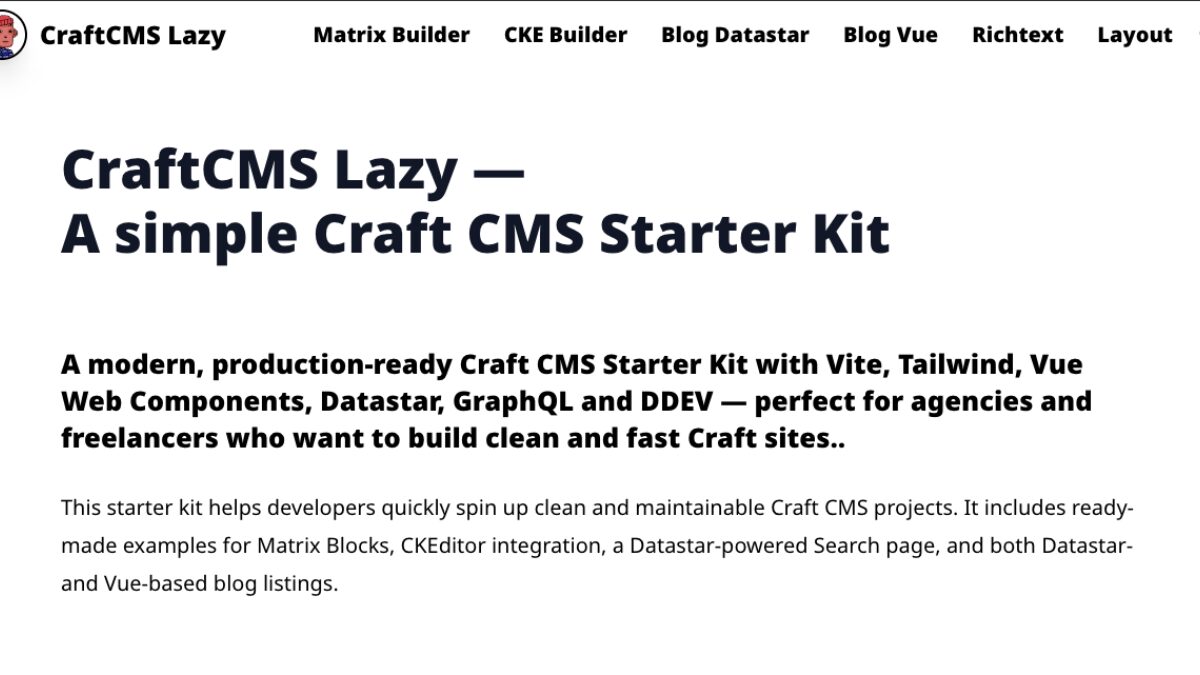 CraftCMS Lazy Matrix Builder CKE Builder Blog Datastar Blog Vue Richtext Layout
CraftCMS Lazy —
A simple Craft CMS Starter Kit
A modern, production-ready Craft CMS Starter Kit with Vite, Tailwind, Vue
Web Components, Datastar, GraphQL and DDEV — perfect for agencies and
freelancers who want to build clean and fast Craft sites..
This starter kit helps developers quickly spin up clean and maintainable Craft CMS projects. It includes ready-
made examples for Matrix Blocks, CKEditor integration, a Datastar-powered Search page, and both Datastar-
and Vue-based blog listings.